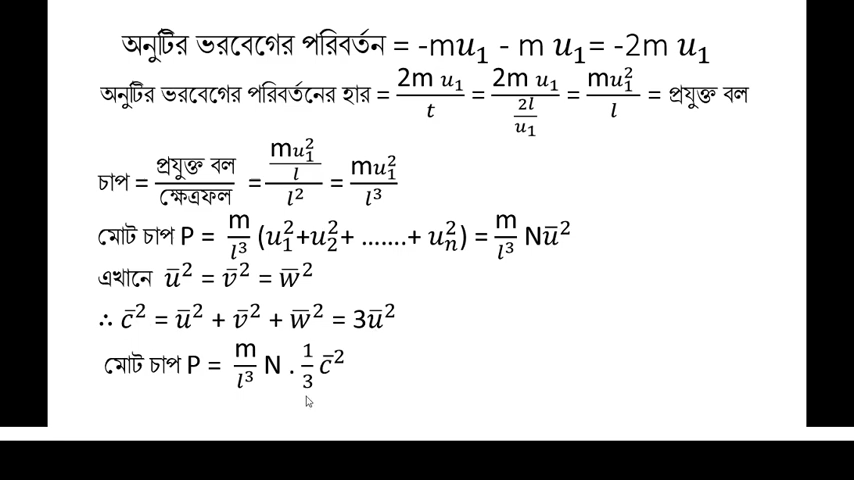 অনুটির ভরবেগের পরিবর্তন = -mu₁ - m u₁= -2m u₁
অনুটির ভরবেগের পরিবর্তনের হার = (2m u₁)/t = (2m u₁)/(2l/u₁) = (mu₁²)/l = প্রযুক্ত বল
চাপ = প্রযুক্ত বল/ক্ষেত্রফল = (mu₁²/l)/l² = mu₁²/l³
মোট চাপ P = m/l³ (u₁²+u₂²+ …….+ uₙ²) = m/l³ Nū²
এখানে ū² = v̄² = w̄²
∴ c̄² = ū² + v̄² + w̄² = 3ū²
মোট চাপ P = m/l³ N . 1/3 c̄²